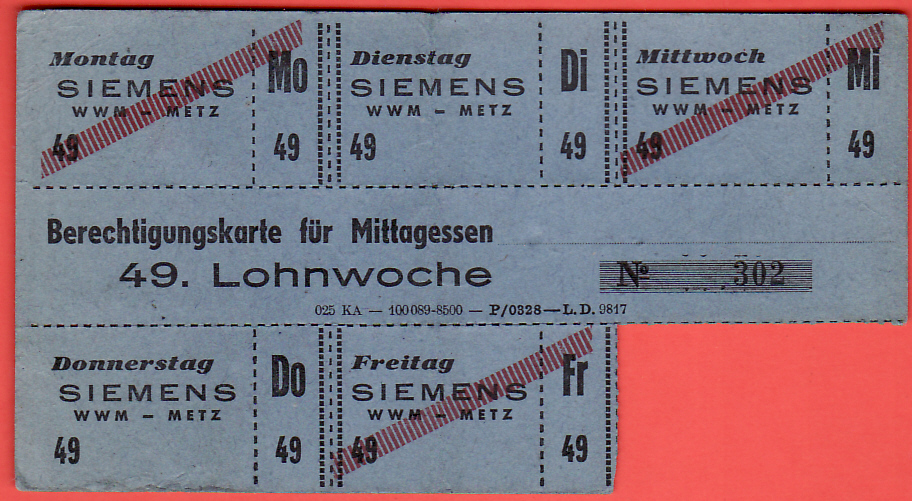 Montag
SIEMENS
WWM - METZ
49
Mo
49
Dienstag
SIEMENS
WWM - METZ
49
Di
49
Mittwoch
SIEMENS
WWM - METZ
49
Mi
49
Berechtigungskarte für Mittagessen
49. Lohnwoche
№ 302
025 KA — 100 089-8500 — P/0328 — L. D. 9817
Donnerstag
SIEMENS
WWM - METZ
49
Do
49
Freitag
SIEMENS
WWM - METZ
49
Fr
49